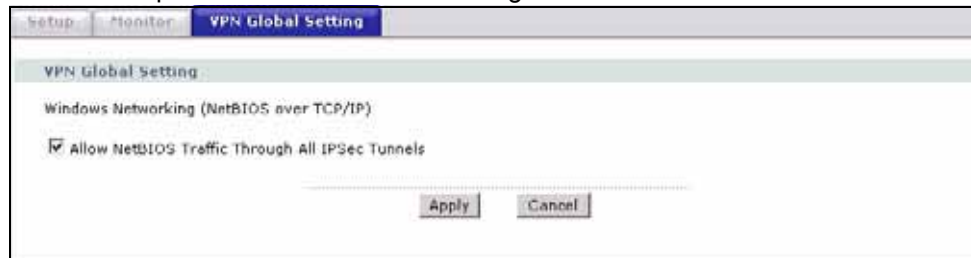 Setup Monitor VPN Global Setting
VPN Global Setting
Windows Networking (NetBIOS over TCP/IP)
Allow NetBIOS Traffic Through All IPSec Tunnels
Apply Cancel